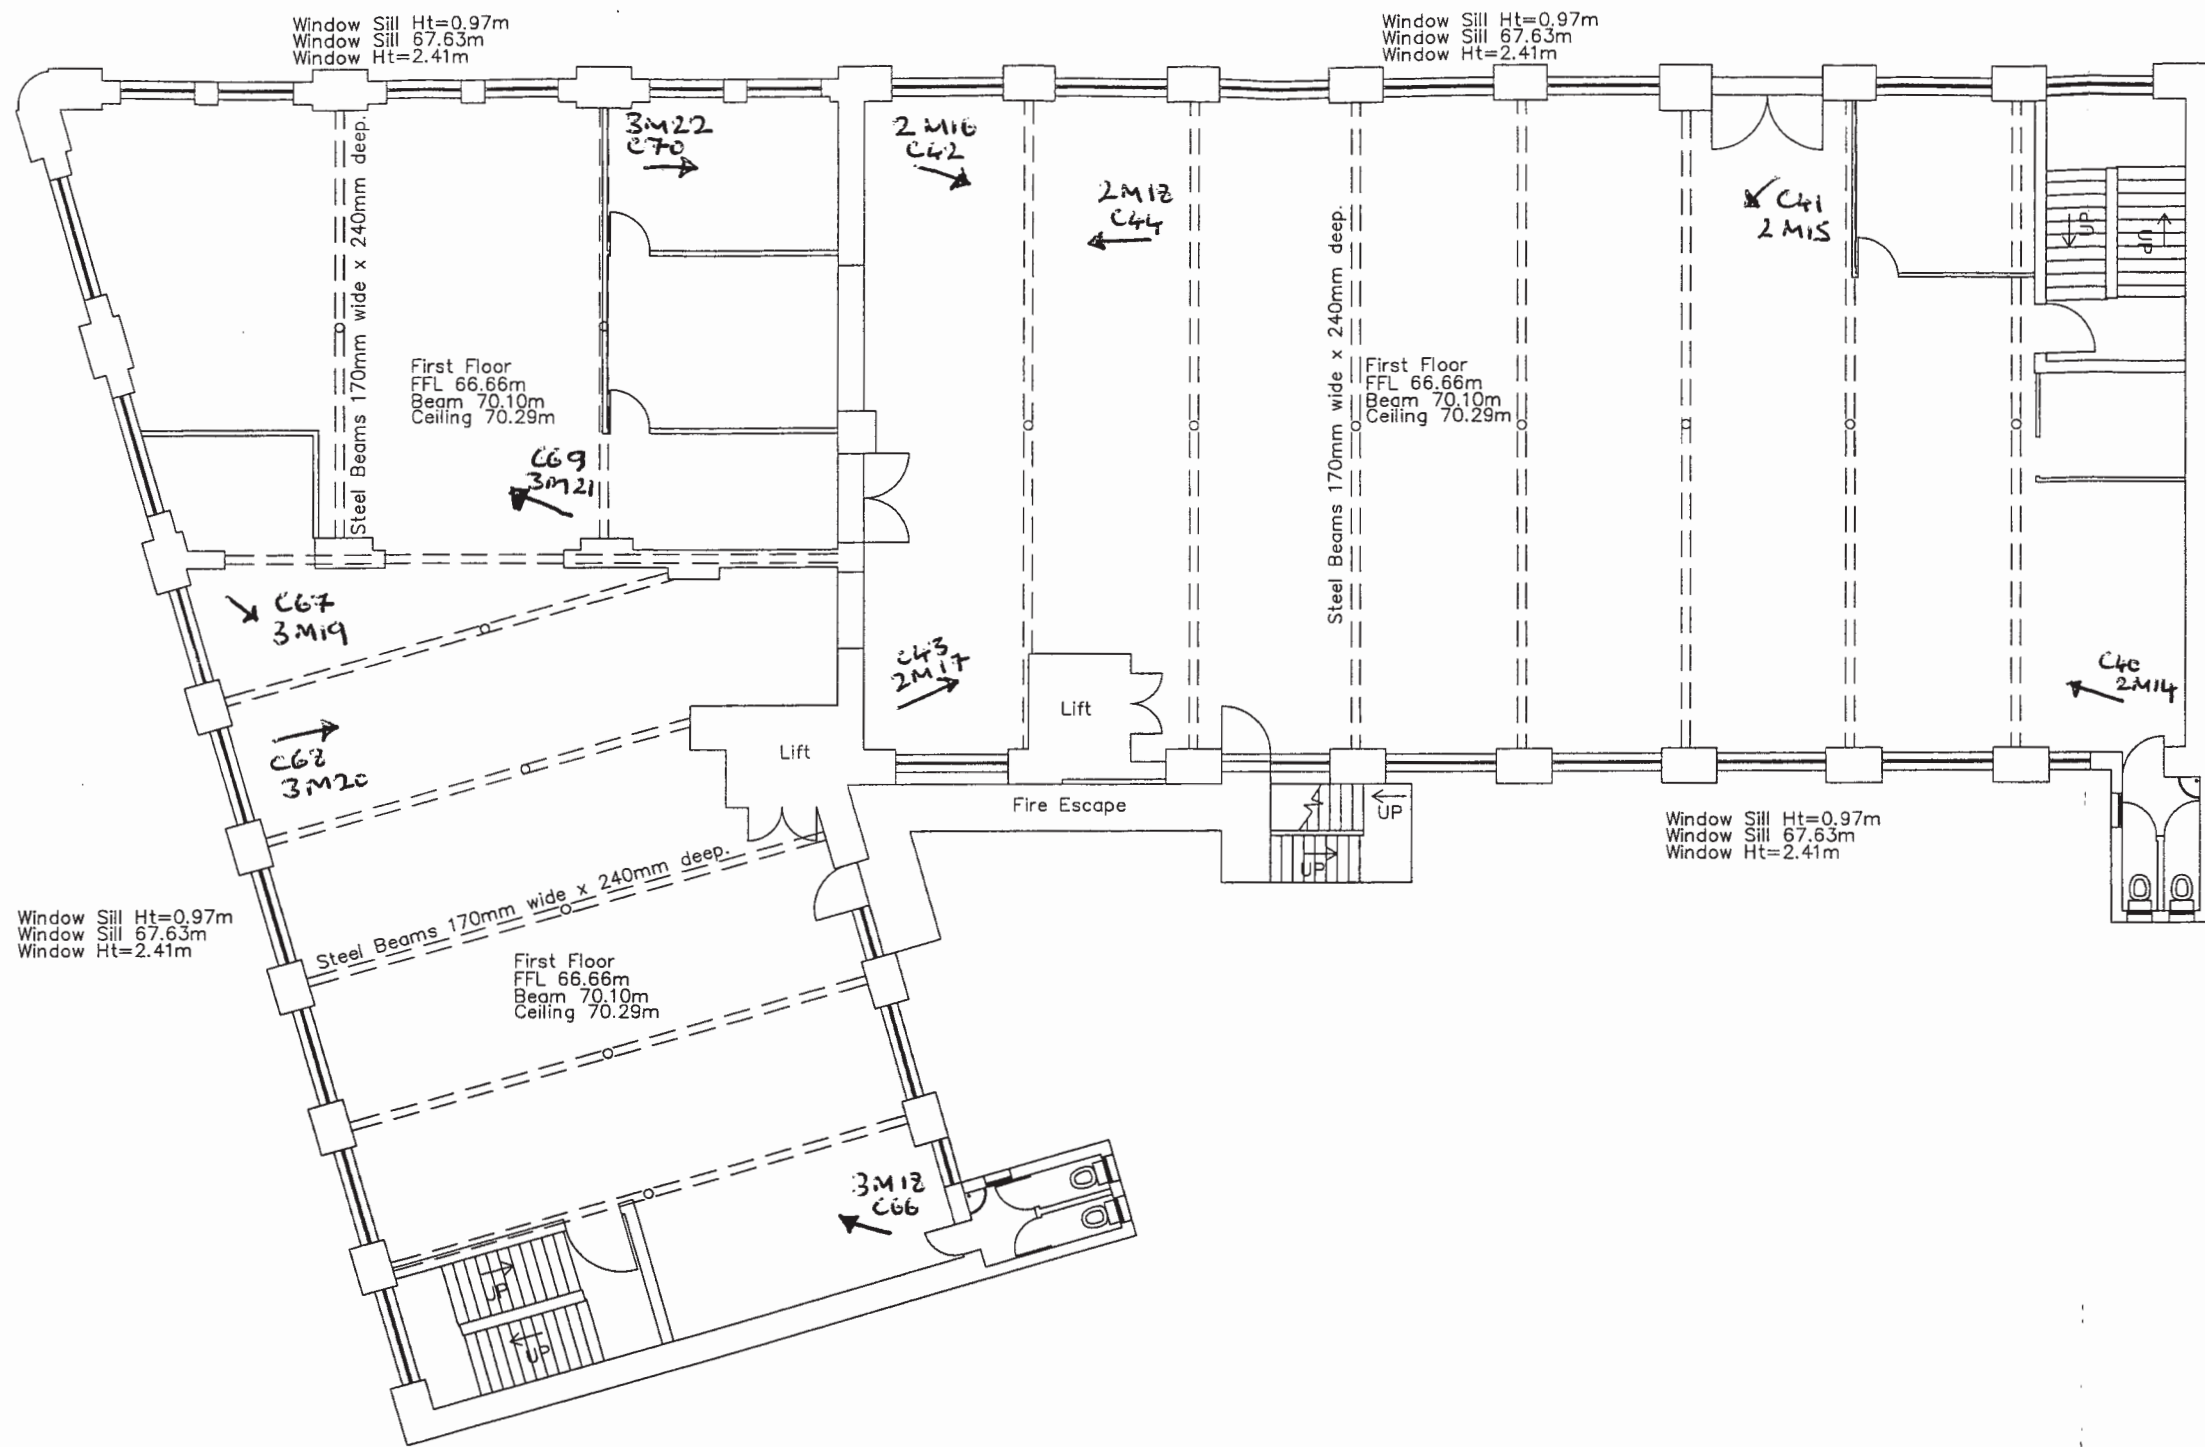 Window Sill Ht=0.97m
Window Sill 67.63m
Window Ht=2.41m
Window Sill Ht=0.97m
Window Sill 67.63m
Window Ht=2.41m
3M22
C70
2M16
C42
2M18
C44
C41
2M15
UP
UP
Steel Beams 170mm wide x 240mm deep.
Steel Beams 170mm wide x 240mm deep.
First Floor
FFL 66.66m
Beam 70.10m
Ceiling 70.29m
First Floor
FFL 66.66m
Beam 70.10m
Ceiling 70.29m
C69
3M21
C67
3M19
C43
2M17
C40
2M14
Lift
Lift
C68
3M20
Fire Escape
UP
UP
Window Sill Ht=0.97m
Window Sill 67.63m
Window Ht=2.41m
Steel Beams 170mm wide x 240mm deep.
Window Sill Ht=0.97m
Window Sill 67.63m
Window Ht=2.41m
First Floor
FFL 66.66m
Beam 70.10m
Ceiling 70.29m
3M18
C66
UP
UP